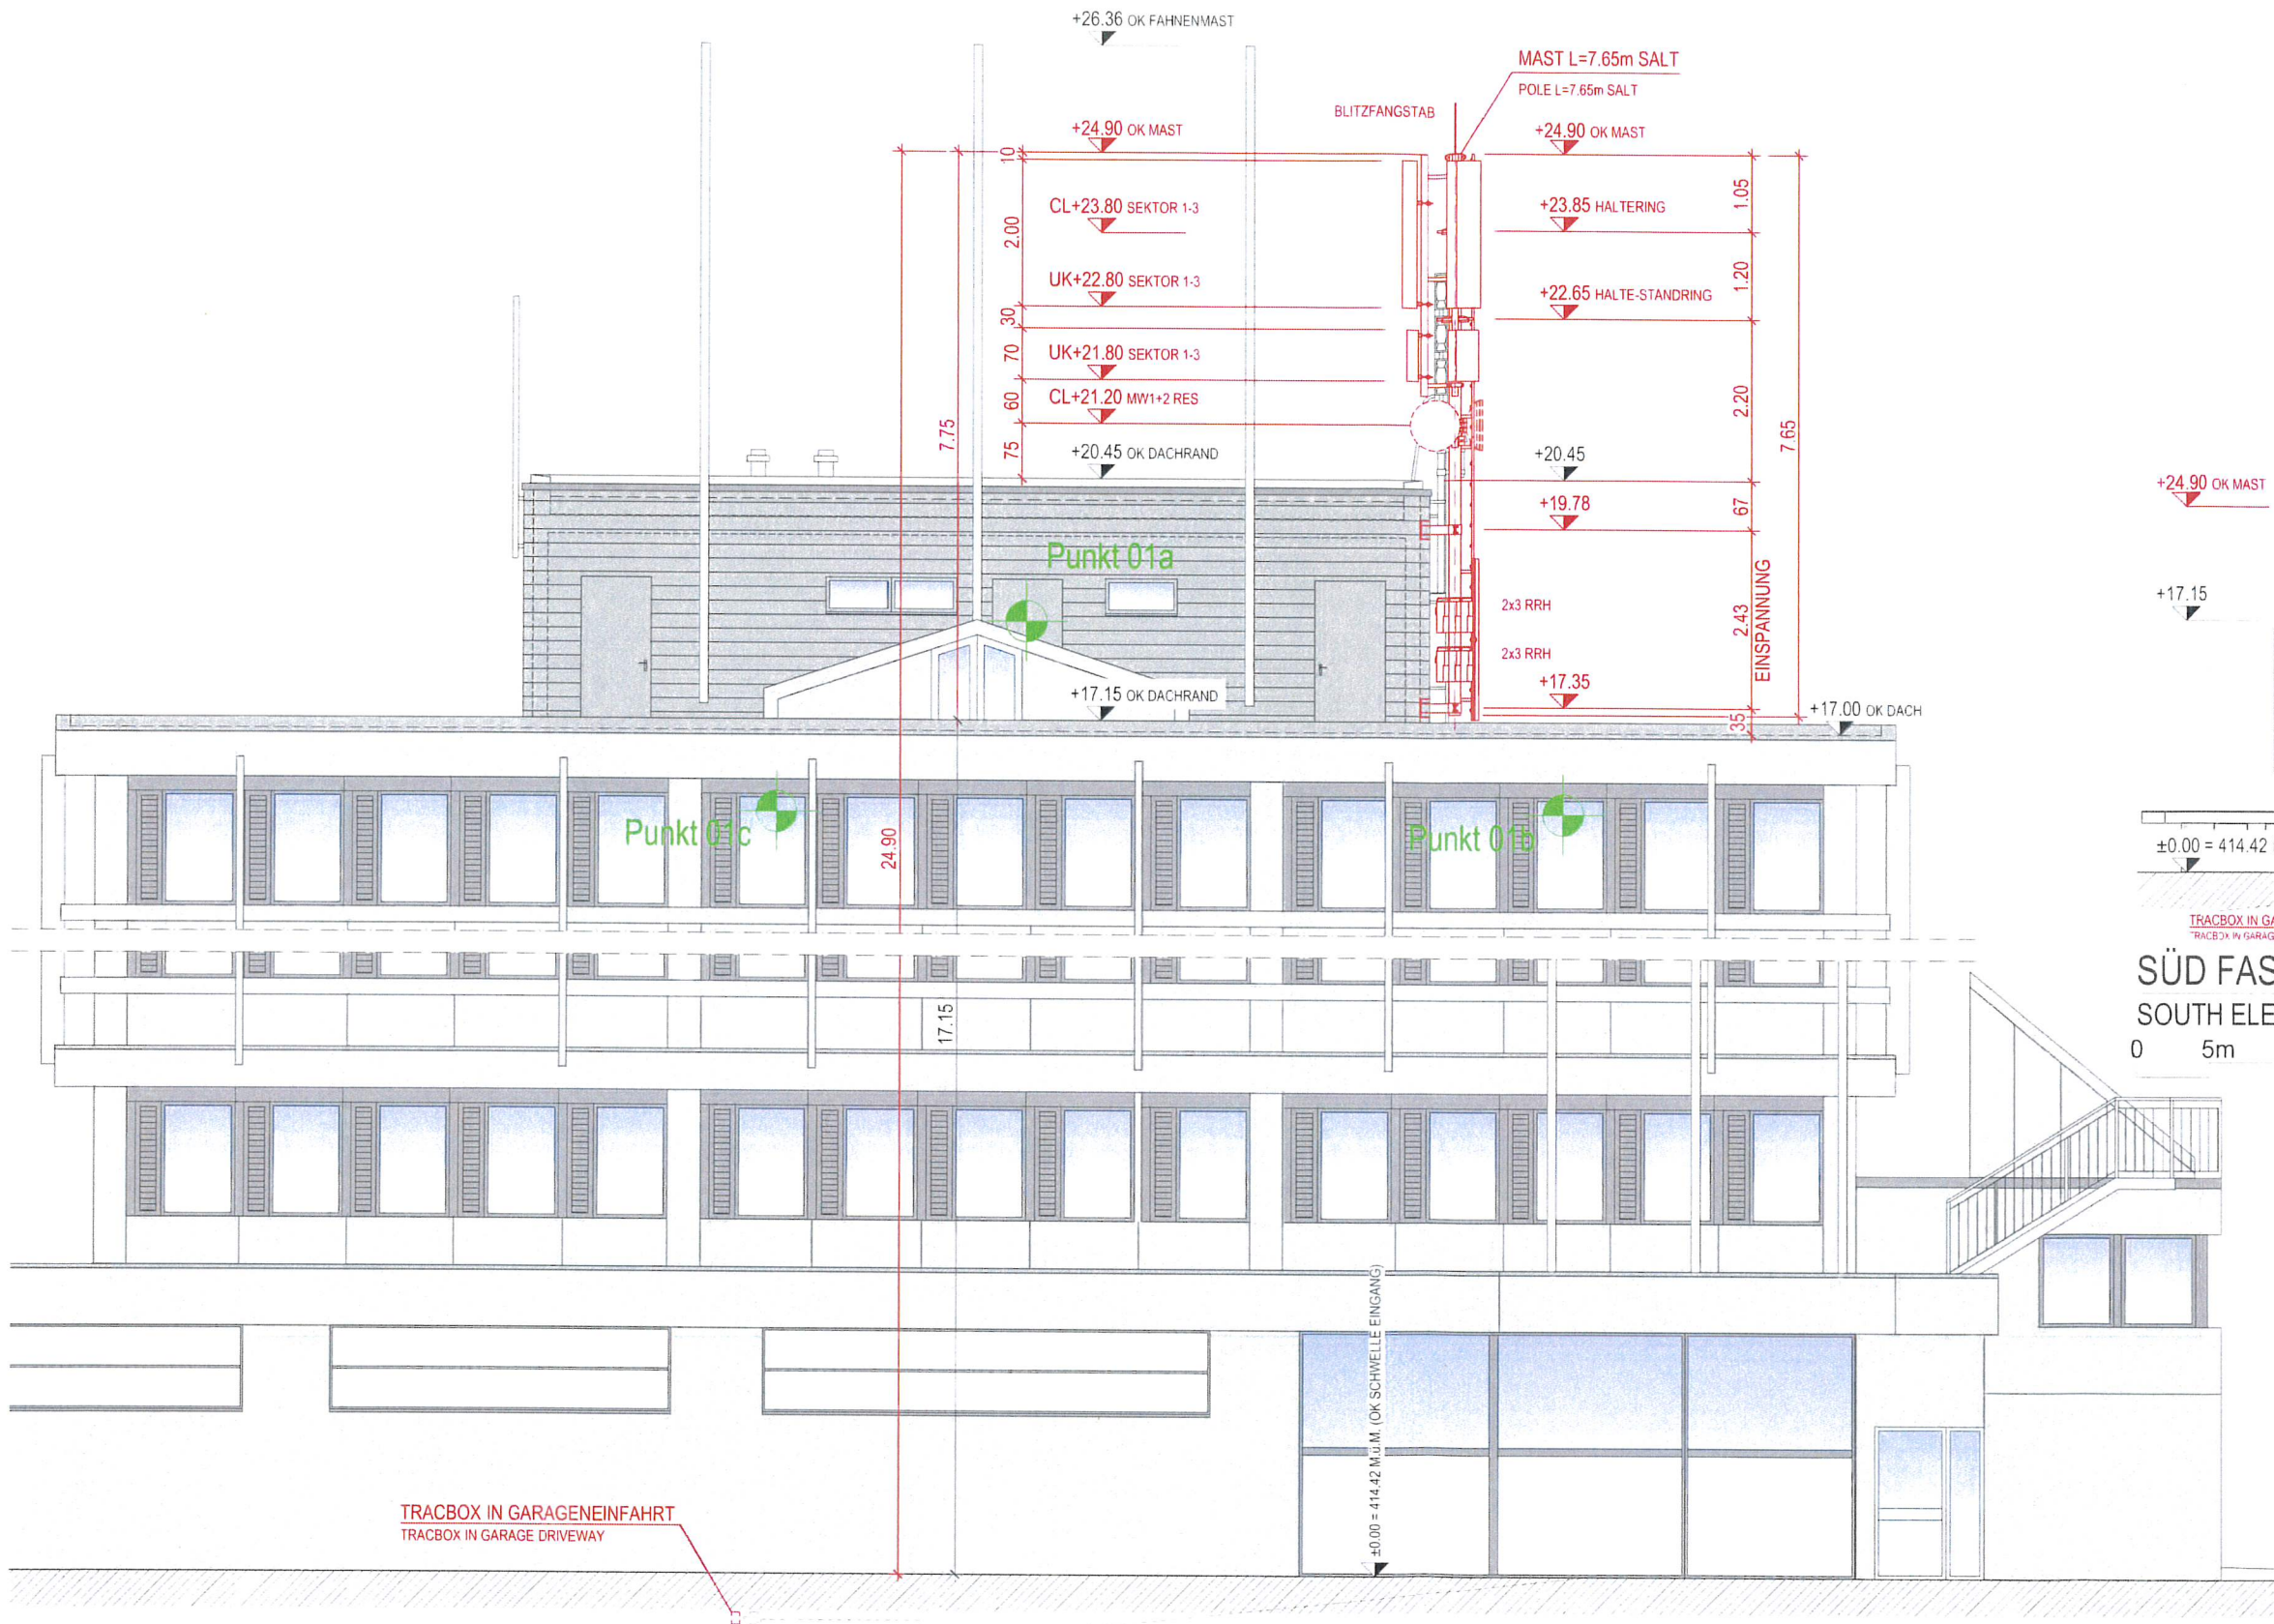 +26.36 OK FAHNENMAST
MAST L=7.65m SALT
POLE L=7.65m SALT
BLITZFANGSTAB
+24.90 OK MAST
+24.90 OK MAST
10
CL+23.80 SEKTOR 1-3
+23.85 HALTERING
1.05
2.00
UK+22.80 SEKTOR 1-3
+22.65 HALTE-STANDRING
1.20
30
UK+21.80 SEKTOR 1-3
70
CL+21.20 MW1+2 RES
60
2.20
7.75
7.65
75
+20.45 OK DACHRAND
+20.45
+19.78
67
+24.90 OK MAST
Punkt 01a
2x3 RRH
2x3 RRH
2.43
EINSPANNUNG
+17.15
+17.35
+17.15 OK DACHRAND
35
+17.00 OK DACH
Punkt 01c
Punkt 01b
24.90
±0.00 = 414.42
TRACBOX IN GA
TRACBOX IN GARAG
SÜD FAS
SOUTH ELE
0 5m
17.15
±0.00 = 414.42 M.ü.M. (OK SCHWELLE EINGANG)
TRACBOX IN GARAGENEINFAHRT
TRACBOX IN GARAGE DRIVEWAY